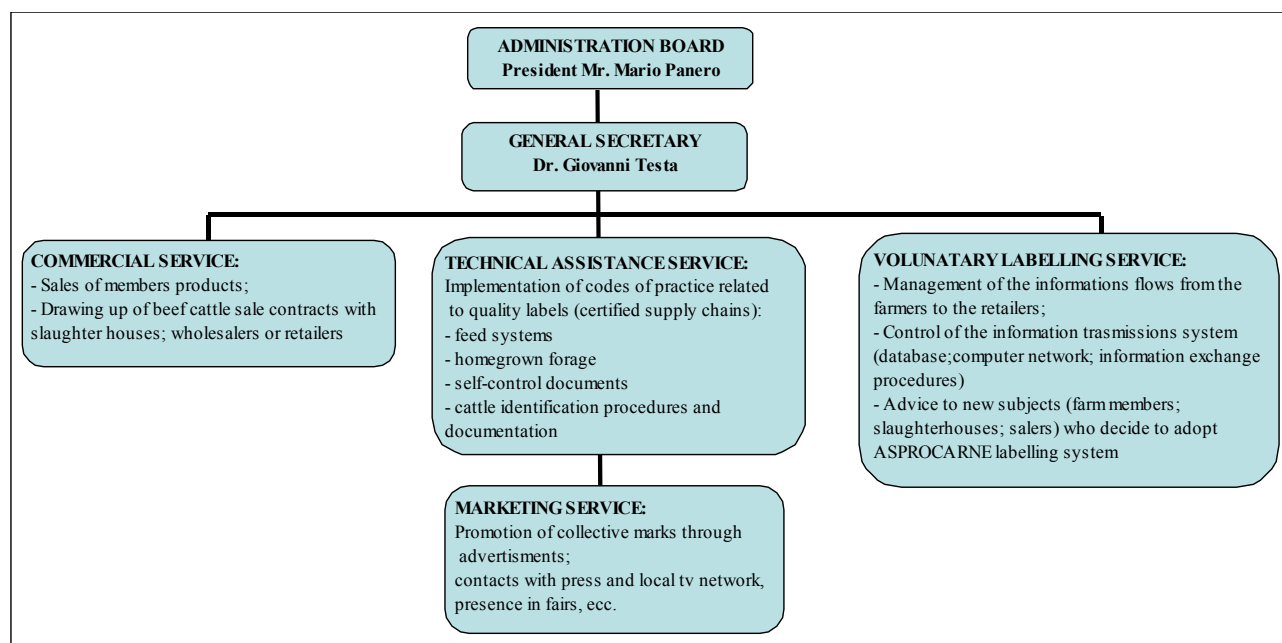 ADMINISTRATION BOARD
President Mr. Mario Panero
GENERAL SECRETARY
Dr. Giovanni Testa
COMMERCIAL SERVICE:
- Sales of members products;
- Drawing up of beef cattle sale contracts with
slaughter houses; wholesalers or retailers
TECHNICAL ASSISTANCE SERVICE:
Implementation of codes of practice related
to quality labels (certified supply chains):
- feed systems
- homegrown forage
- self-control documents
- cattle identification procedures and
documentation
VOLUNATARY LABELLING SERVICE:
- Management of the informations flows from the
farmers to the retailers;
- Control of the information trasmissions system
(database;computer network; information exchange
procedures)
- Advice to new subjects (farm members;
slaughterhouses; salers) who decide to adopt
ASPROCARNE labelling system
MARKETING SERVICE:
Promotion of collective marks through
advertisments;
contacts with press and local tv network,
presence in fairs, ecc.